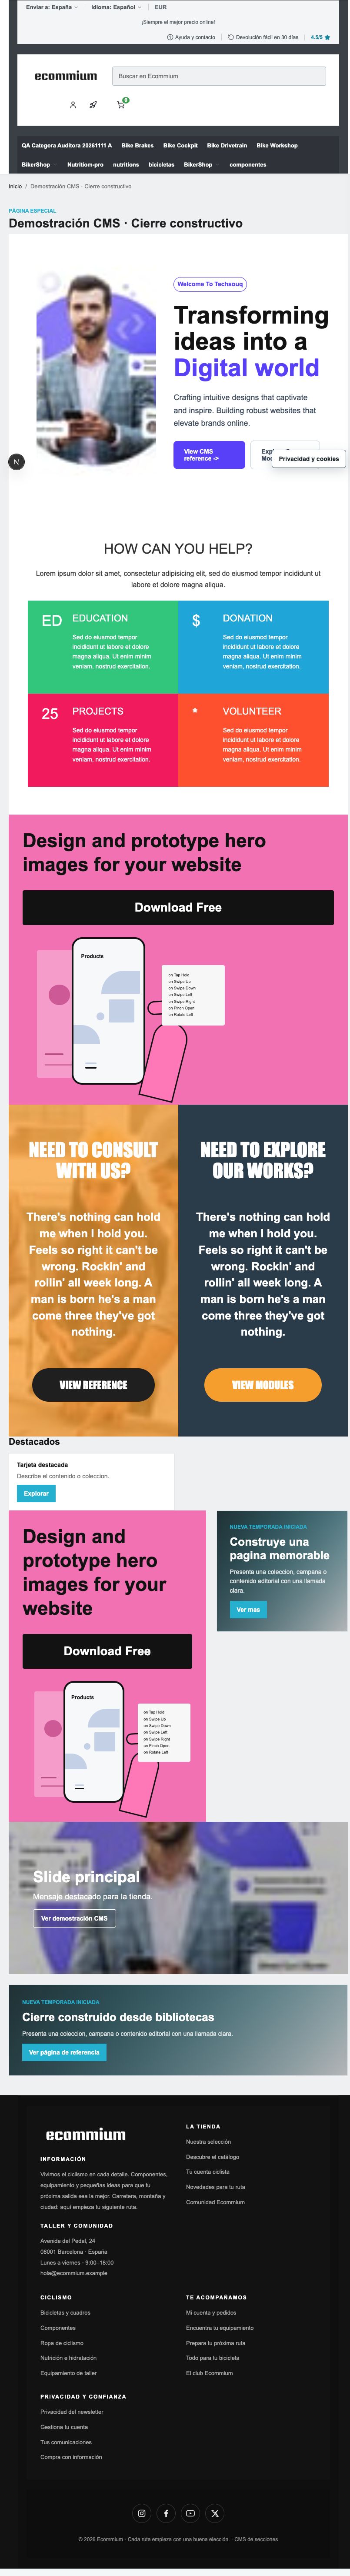 Enviar a: España
Idioma: Español
EUR
¡Siempre el mejor precio online!
Ayuda y contacto
Devolución fácil en 30 días
4.5/5
ecommium
Buscar en Ecommium
0
QA Categora Auditora 20261111 A
Bike Brakes
Bike Cockpit
Bike Drivetrain
Bike Workshop
BikerShop
Nutritiom-pro
nutritions
bicicletas
BikerShop
componentes
Inicio / Demostración CMS · Cierre constructivo
PÁGINA ESPECIAL
Demostración CMS · Cierre constructivo
Welcome To Techsouq
Transforming
ideas into a
Digital world
Crafting intuitive designs that captivate
and inspire. Building robust websites that
elevate brands online.
View CMS
reference ->
Privacidad y cookies
N
HOW CAN YOU HELP?
Lorem ipsum dolor sit amet, consectetur adipisicing elit, sed do eiusmod tempor incididunt ut
labore et dolore magna aliqua.
ED
EDUCATION
Sed do eiusmod tempor
incididunt ut labore et dolore
magna aliqua. Ut enim minim
veniam, nostrud exercitation.
$
DONATION
Sed do eiusmod tempor
incididunt ut labore et dolore
magna aliqua. Ut enim minim
veniam, nostrud exercitation.
25
PROJECTS
Sed do eiusmod tempor
incididunt ut labore et dolore
magna aliqua. Ut enim minim
veniam, nostrud exercitation.
*
VOLUNTEER
Sed do eiusmod tempor
incididunt ut labore et dolore
magna aliqua. Ut enim minim
veniam, nostrud exercitation.
Design and prototype hero
images for your website
Download Free
Products
on Tap Hold
on Swipe Up
on Swipe Down
on Swipe Left
on Swipe Right
on Pinch Open
on Rotate Left
NEED TO CONSULT
WITH US?
There's nothing can hold
me when I hold you.
Feels so right it can't be
wrong. Rockin' and
rollin' all week long. A
man is born he's a man
come three they've got
nothing.
VIEW REFERENCE
NEED TO EXPLORE
OUR WORKS?
There's nothing can hold
me when I hold you.
Feels so right it can't be
wrong. Rockin' and
rollin' all week long. A
man is born he's a man
come three they've got
nothing.
VIEW MODULES
Destacados
Tarjeta destacada
Describe el contenido o coleccion.
Explorar
Design and
prototype hero
images for your
website
Download Free
Products
on Tap Hold
on Swipe Up
on Swipe Down
on Swipe Left
on Swipe Right
on Pinch Open
on Rotate Left
NUEVA TEMPORADA INICIADA
Construye una
pagina memorable
Presenta una coleccion, campana o
contenido editorial con una llamada
clara.
Ver mas
Slide principal
Mensaje destacado para la tienda.
Ver demostración CMS
NUEVA TEMPORADA INICIADA
Cierre construido desde bibliotecas
Presenta una coleccion, campana o contenido editorial con una llamada clara.
Ver página de referencia
ecommium
INFORMACIÓN
Vivimos el ciclismo en cada detalle. Componentes,
equipamiento y pequeñas ideas para que tu
próxima salida sea la mejor. Carretera, montaña y
ciudad: aquí empieza tu siguiente ruta.
TALLER Y COMUNIDAD
Avenida del Pedal, 24
08001 Barcelona · España
Lunes a viernes · 9:00–18:00
hola@ecommium.example
LA TIENDA
Nuestra selección
Descubre el catálogo
Tu cuenta ciclista
Novedades para tu ruta
Comunidad Ecommium
CICLISMO
Bicicletas y cuadros
Componentes
Ropa de ciclismo
Nutrición e hidratación
Equipamiento de taller
TE ACOMPAÑAMOS
Mi cuenta y pedidos
Encuentra tu equipamiento
Prepara tu próxima ruta
Todo para tu bicicleta
El club Ecommium
PRIVACIDAD Y CONFIANZA
Privacidad del newsletter
Gestiona tu cuenta
Tus comunicaciones
Compra con información
© 2026 Ecommium · Cada ruta empieza con una buena elección. · CMS de secciones